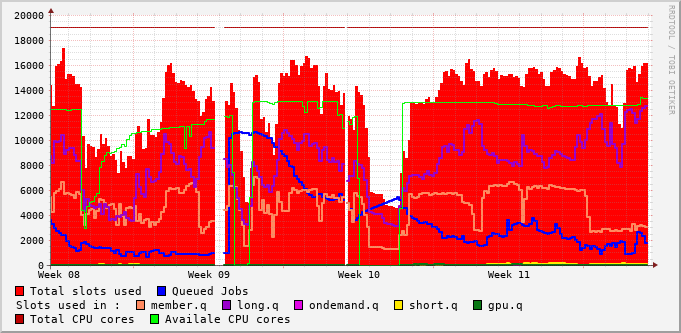 20000
18000
16000
14000
12000
10000
8000
6000
4000
2000
0
Week 08 Week 09 Week 10 Week 11
Total slots used Queued Jobs
Slots used in : member.q long.q ondemand.q short.q gpu.q
Total CPU cores Availale CPU cores
RRDTOOL / TOBI OETIKER